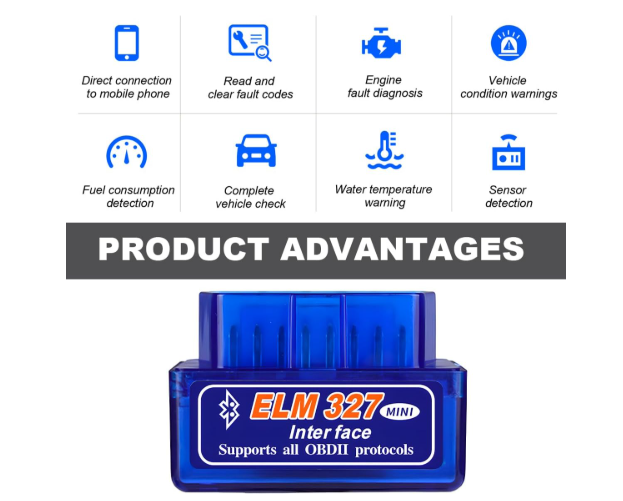 Direct connection
to mobile phone
Read and
clear fault codes
Engine
fault diagnosis
Vehicle
condition warnings
Fuel consumption
detection
Complete
vehicle check
Water temperature
warning
Sensor
detection
PRODUCT ADVANTAGES
ELM 327 MINI
Inter face
Supports all OBDII protocols